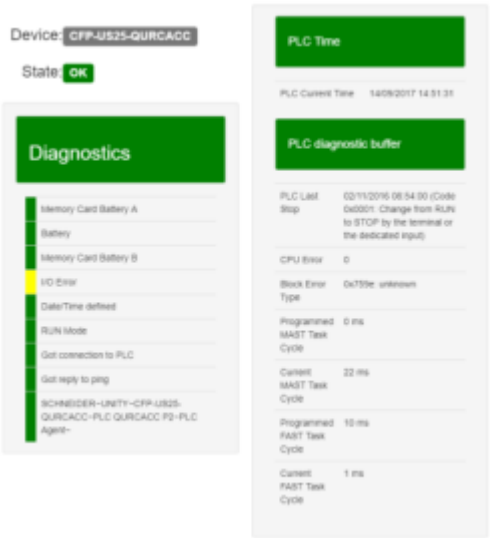 Device: CFP-US25-QURCACC
State: OK
Diagnostics
Memory Card Battery A
Battery
Memory Card Battery B
I/O Error
Date/Time defined
RUN Mode
Got connection to PLC
Got reply to ping
SCHNEIDER-UNITY-CFP-US25-
QURCACC-PLC QURCACC P2-PLC
Agent-
PLC Time
PLC Current Time 14/09/2017 14:51:31
PLC diagnostic buffer
PLC Last 02/11/2016 08:54:00 (Code
Stop 0x0001: Change from RUN
to STOP by the terminal or
the dedicated input)
CPU Error 0
Block Error 0x759e: unknown
Type
Programmed 0 ms
MAST Task
Cycle
Current 22 ms
MAST Task
Cycle
Programmed 10 ms
FAST Task
Cycle
Current 1 ms
FAST Task
Cycle